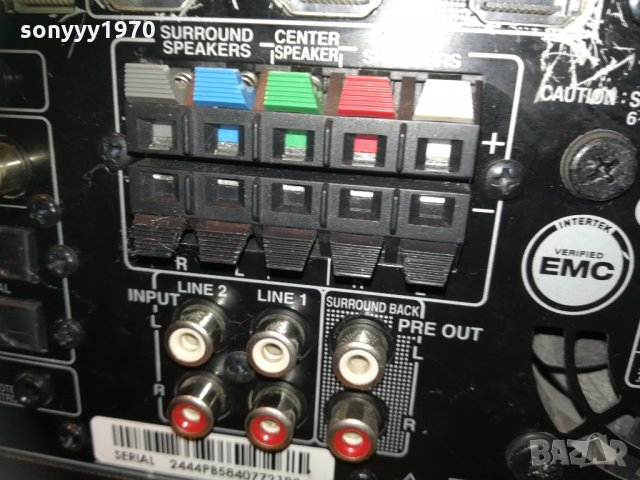 sonyyy1970
SURROUND
SPEAKERS
CENTER
SPEAKER
CAUTION : S
6-
+
-
R
L
INTERTEK
VERIFIED
EMC
INPUT LINE 2 LINE 1
SURROUND BACK
PRE OUT
L
L
R
R
SERIAL
BAZAR